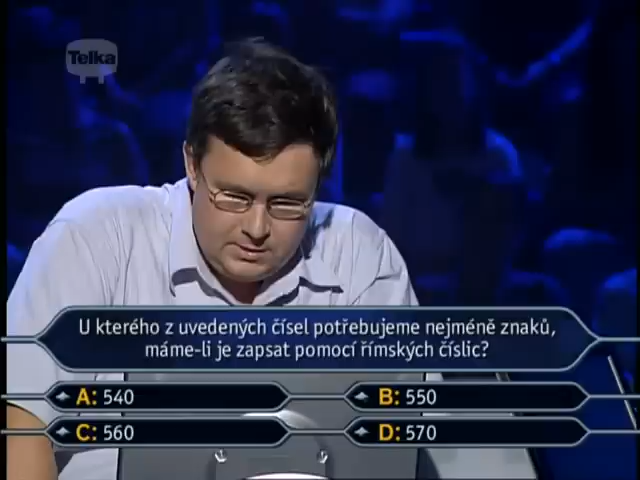 Telka
U kterého z uvedených čísel potřebujeme nejméně znaků,
máme-li je zapsat pomocí římských číslic?
A: 540
B: 550
C: 560
D: 570